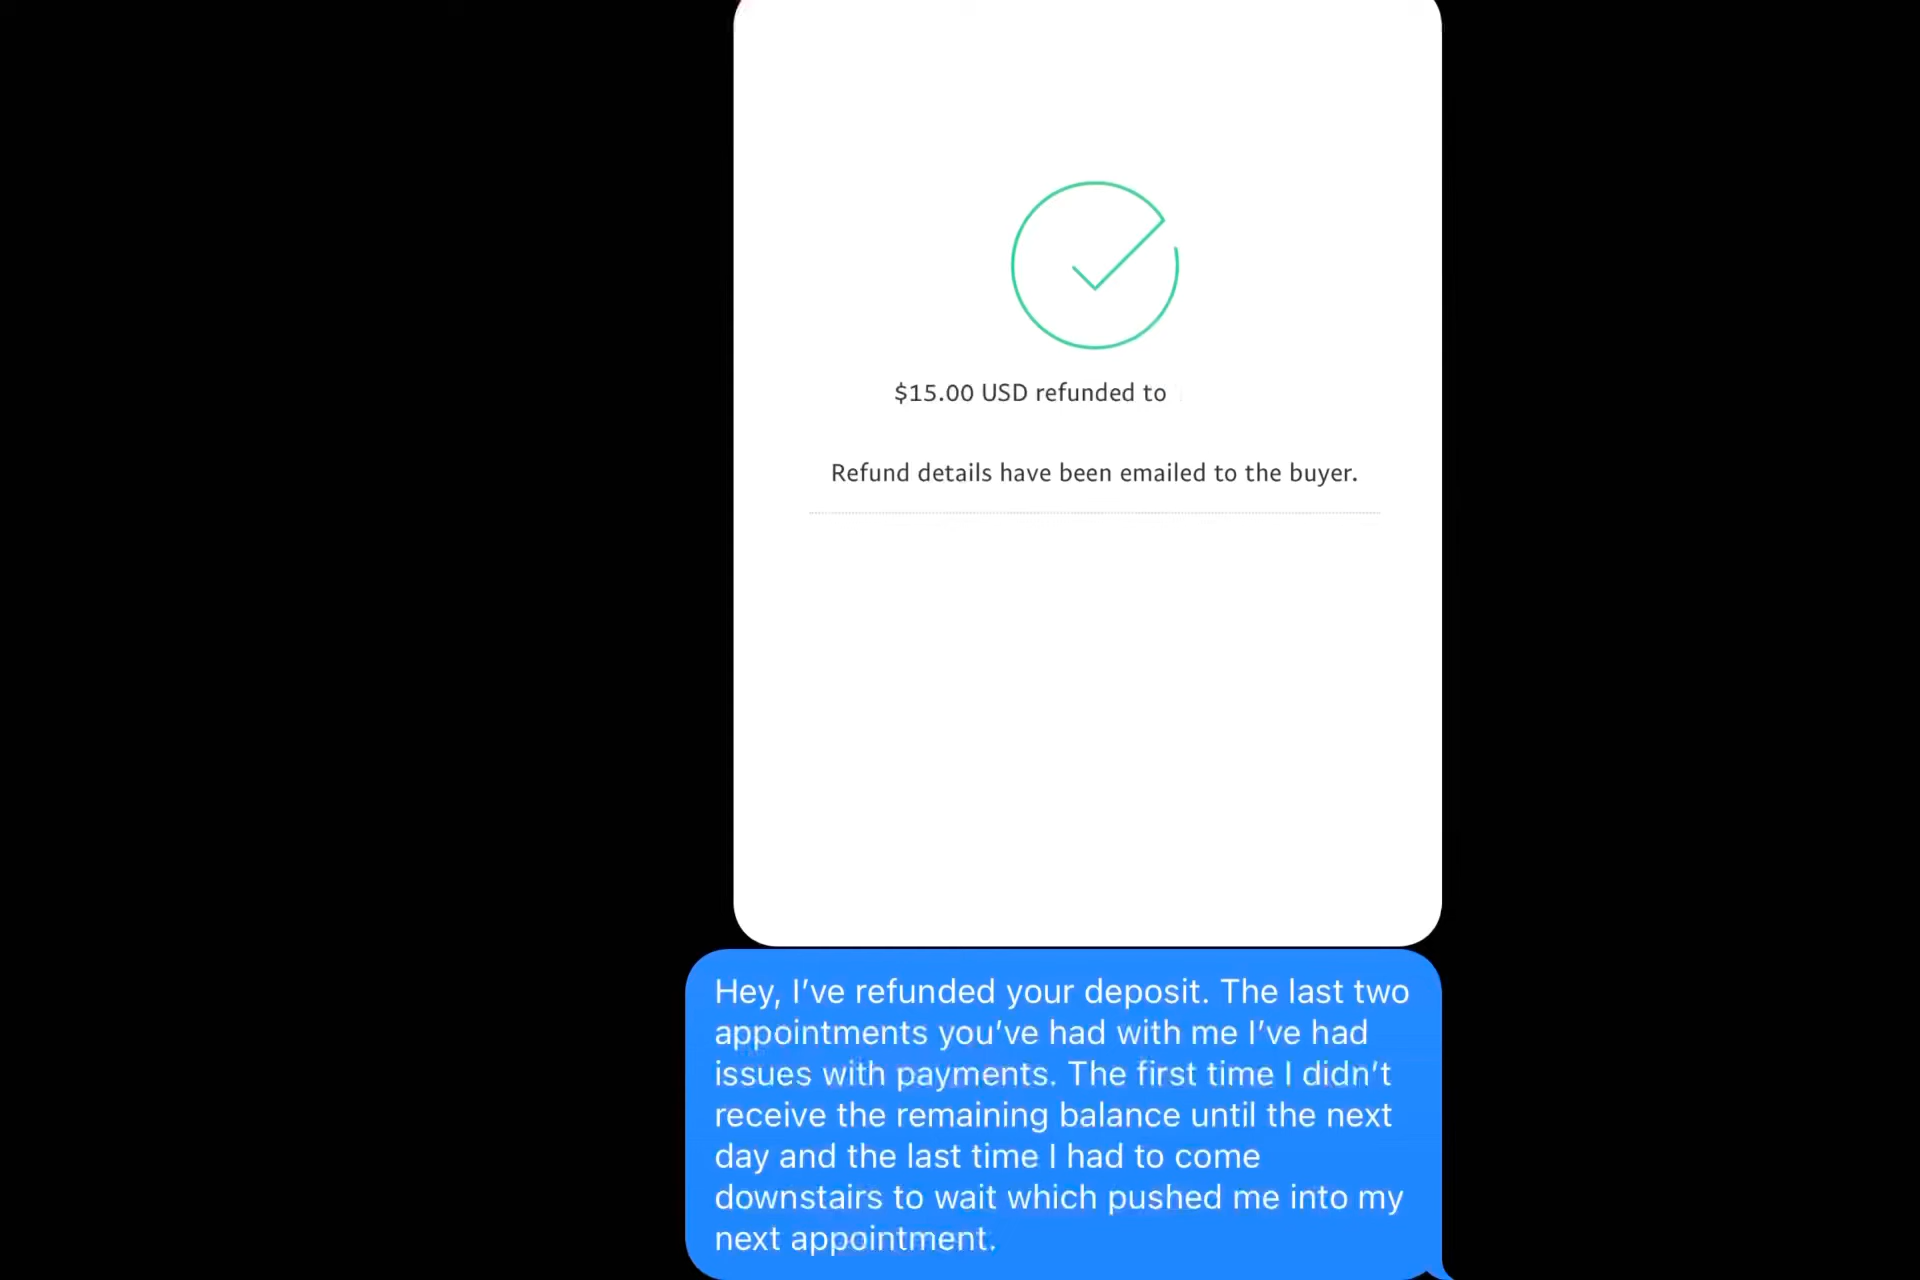 $15.00 USD refunded to
Refund details have been emailed to the buyer.
Hey, I’ve refunded your deposit. The last two
appointments you’ve had with me I’ve had
issues with payments. The first time I didn’t
receive the remaining balance until the next
day and the last time I had to come
downstairs to wait which pushed me into my
next appointment.